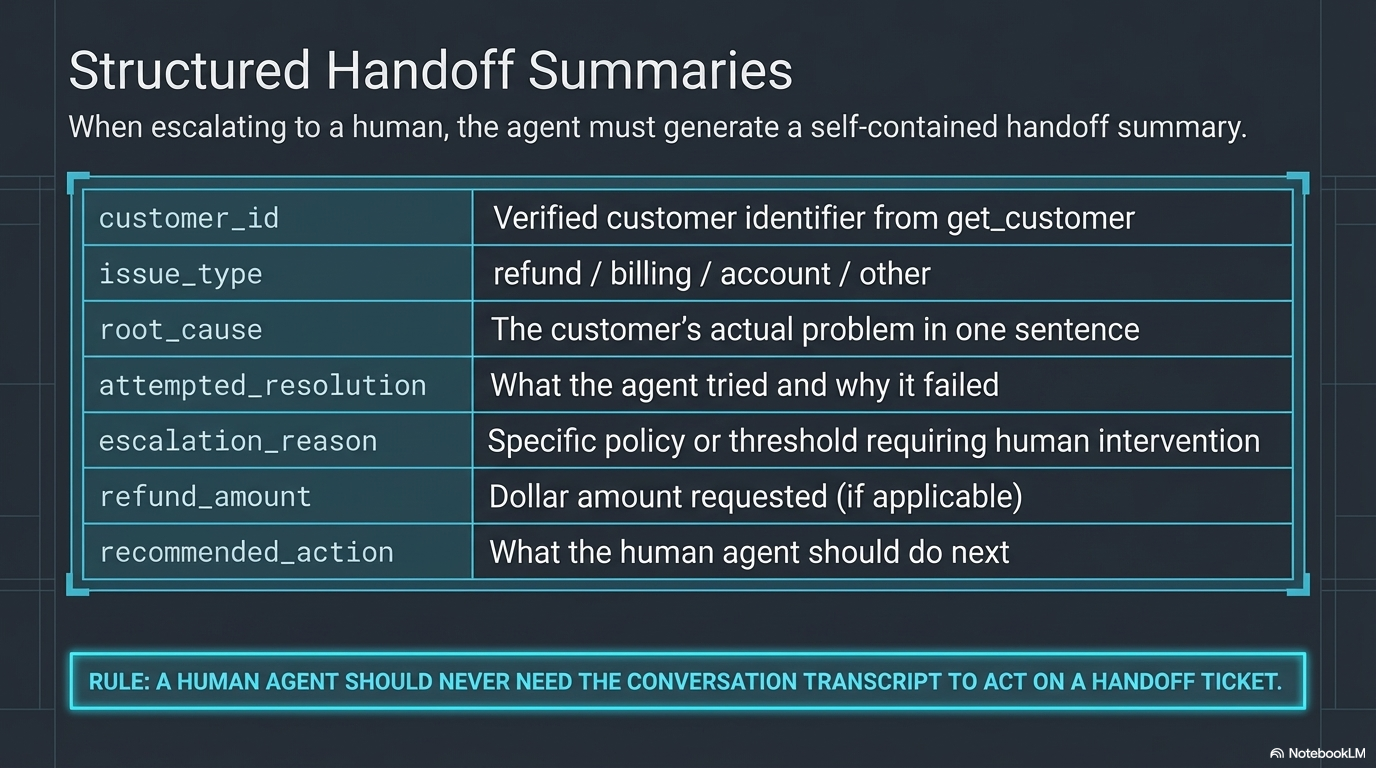 Structured Handoff Summaries
When escalating to a human, the agent must generate a self-contained handoff summary.
customer_id
Verified customer identifier from get_customer
issue_type
refund / billing / account / other
root_cause
The customer’s actual problem in one sentence
attempted_resolution
What the agent tried and why it failed
escalation_reason
Specific policy or threshold requiring human intervention
refund_amount
Dollar amount requested (if applicable)
recommended_action
What the human agent should do next
RULE: A HUMAN AGENT SHOULD NEVER NEED THE CONVERSATION TRANSCRIPT TO ACT ON A HANDOFF TICKET.
NotebookLM